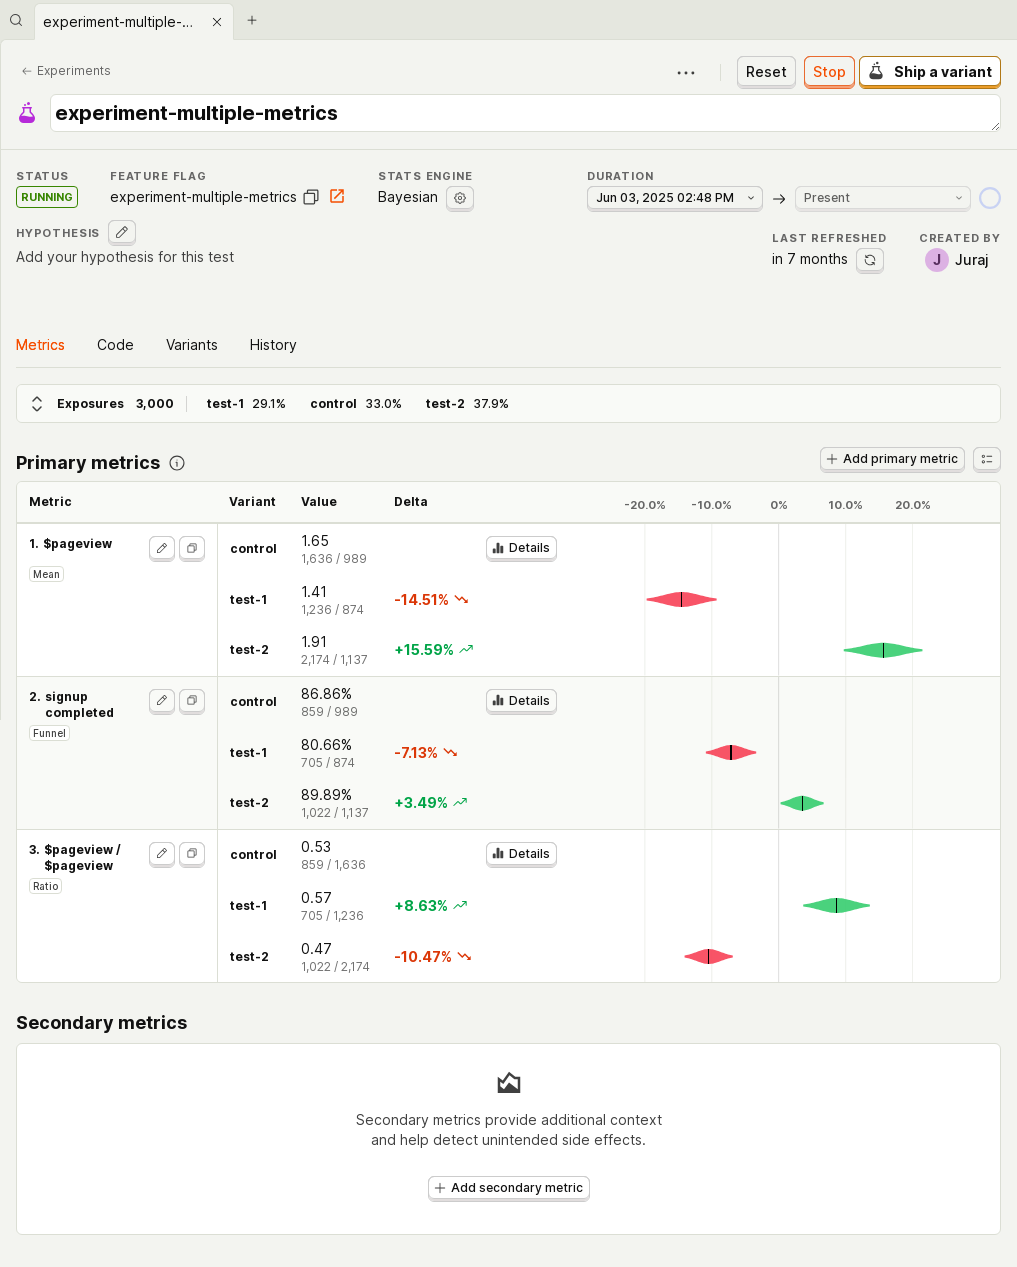 experiment-multiple-...
Experiments
Reset
Stop
Ship a variant
experiment-multiple-metrics
STATUS
RUNNING
FEATURE FLAG
experiment-multiple-metrics
STATS ENGINE
Bayesian
DURATION
Jun 03, 2025 02:48 PM
Present
HYPOTHESIS
Add your hypothesis for this test
LAST REFRESHED
in 7 months
CREATED BY
J Juraj
Metrics Code Variants History
Exposures 3,000 test-1 29.1% control 33.0% test-2 37.9%
Primary metrics
Add primary metric
Metric Variant Value Delta -20.0% -10.0% 0% 10.0% 20.0%
1. $pageview
Mean
control 1.65
1,636 / 989
Details
test-1 1.41
1,236 / 874
-14.51%
test-2 1.91
2,174 / 1,137
+15.59%
2. signup
completed
Funnel
control 86.86%
859 / 989
Details
test-1 80.66%
705 / 874
-7.13%
test-2 89.89%
1,022 / 1,137
+3.49%
3. $pageview /
$pageview
Ratio
control 0.53
859 / 1,636
Details
test-1 0.57
705 / 1,236
+8.63%
test-2 0.47
1,022 / 2,174
-10.47%
Secondary metrics
Secondary metrics provide additional context
and help detect unintended side effects.
Add secondary metric